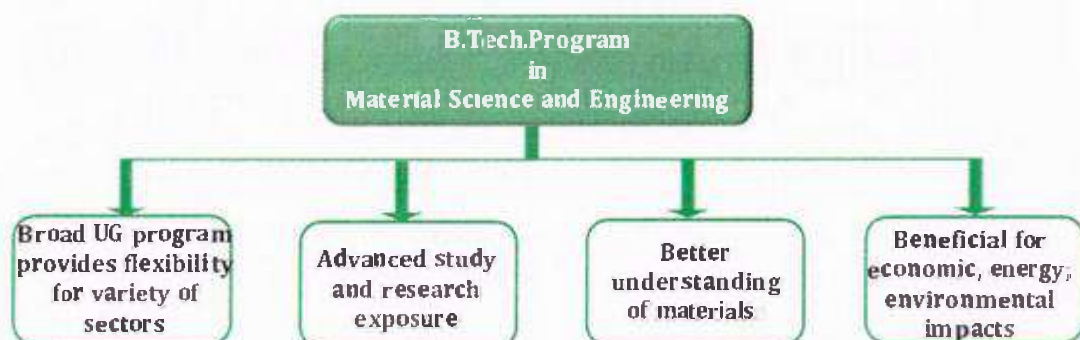 B.Tech.Program
in
Material Science and Engineering
Broad UG program
provides flexibility
for variety of
sectors
Advanced study
and research
exposure
Better
understanding
of materials
Beneficial for
economic, energy,
environmental
impacts